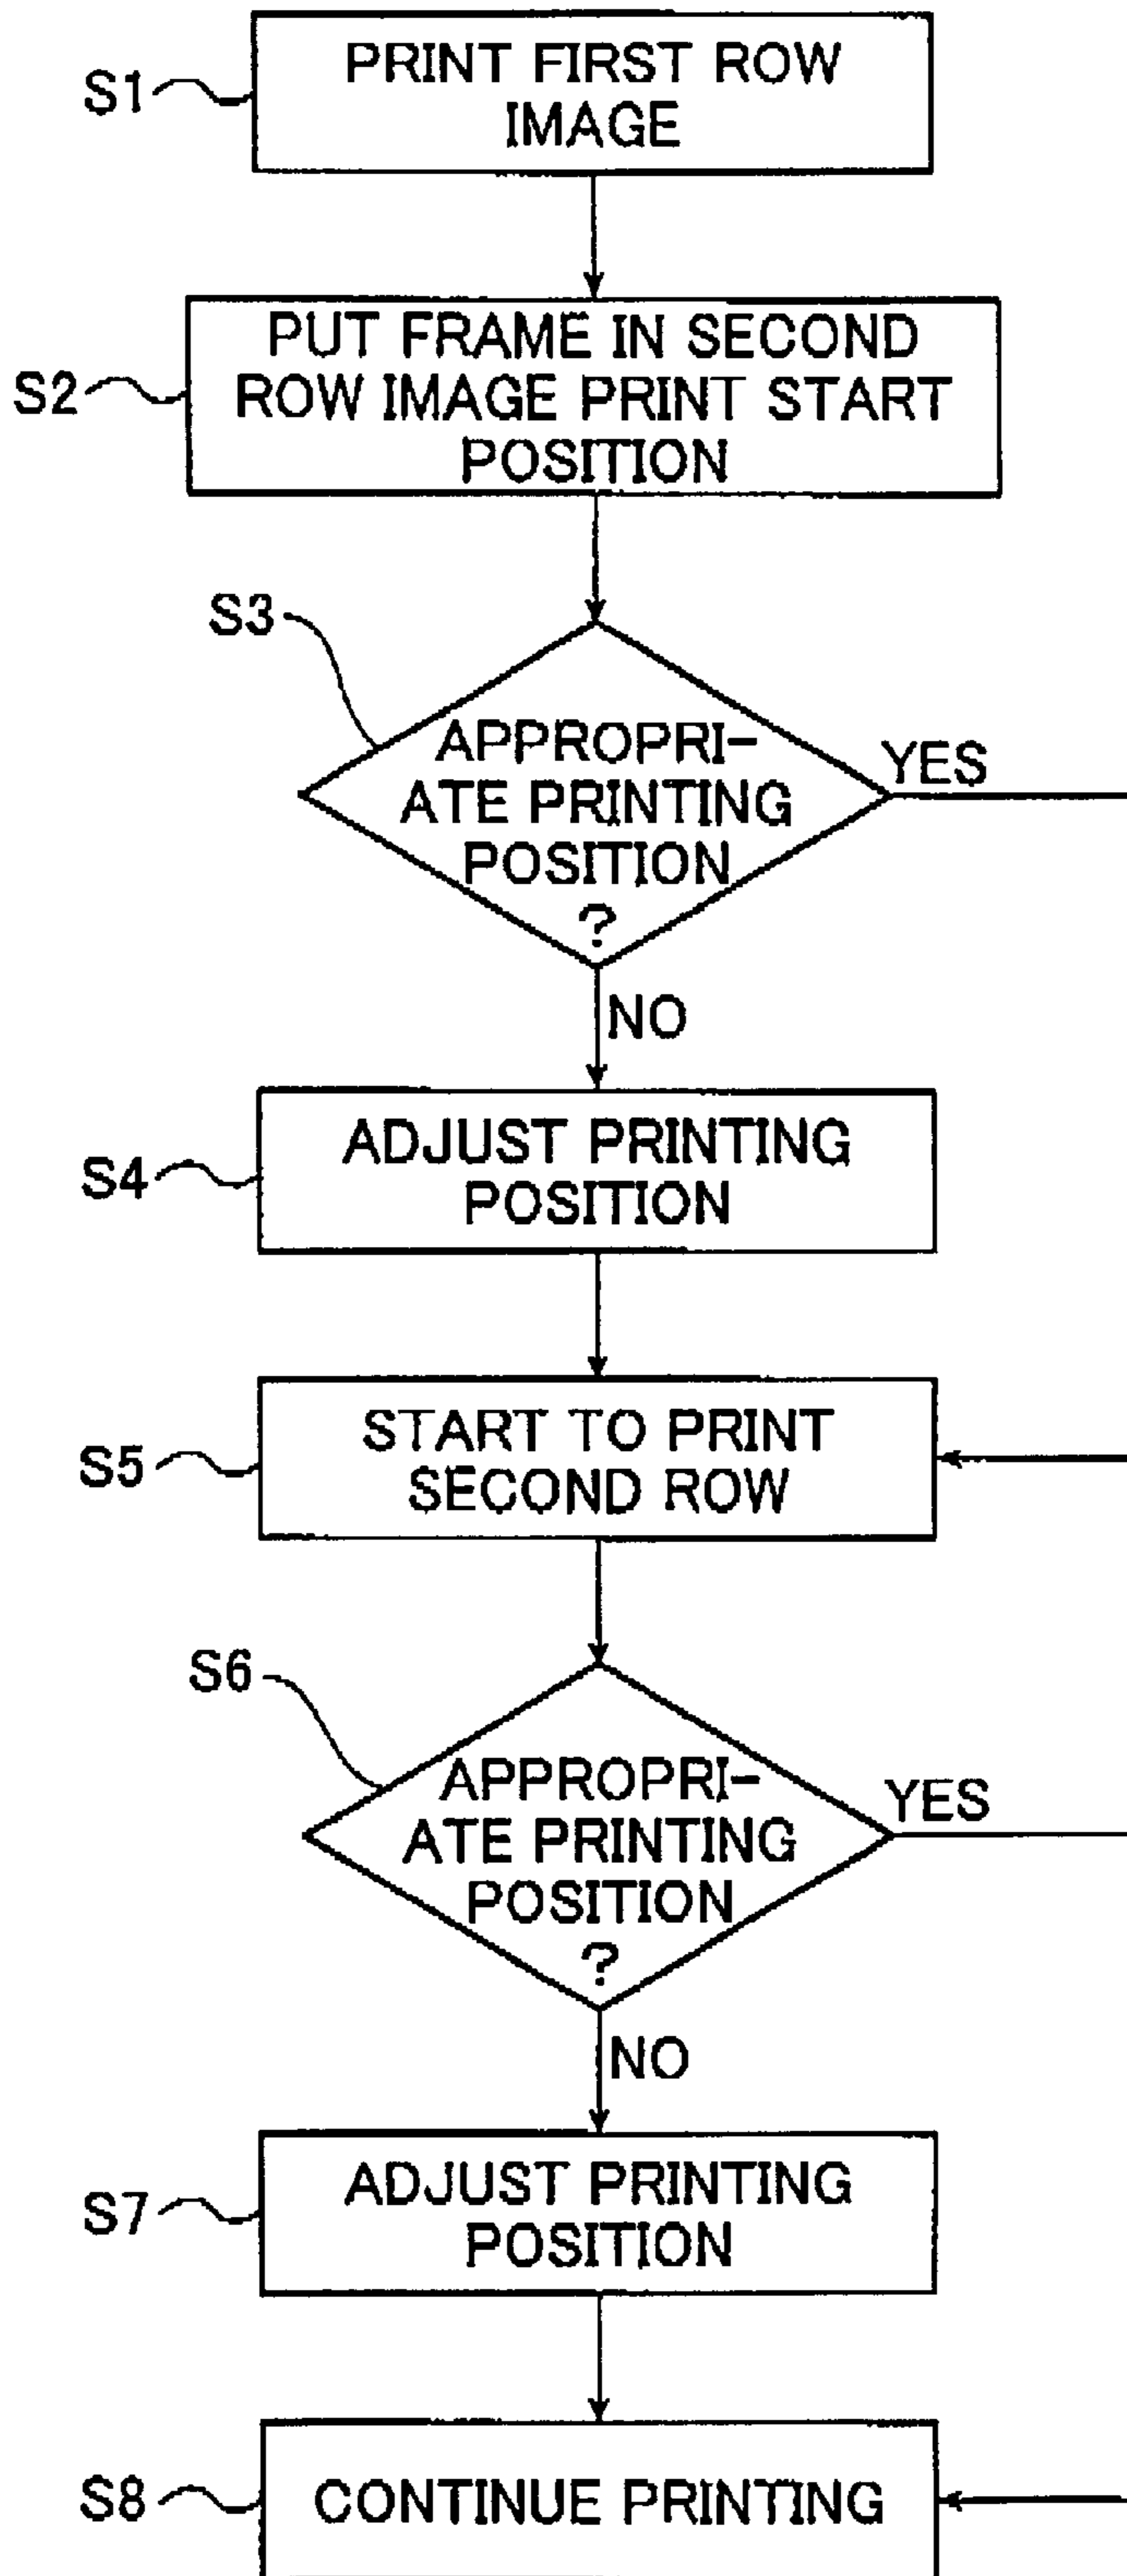 S1
PRINT FIRST ROW
IMAGE
S2
PUT FRAME IN SECOND
ROW IMAGE PRINT START
POSITION
S3
APPROPRI-
ATE PRINTING
POSITION
?
YES
NO
S4
ADJUST PRINTING
POSITION
S5
START TO PRINT
SECOND ROW
S6
APPROPRI-
ATE PRINTING
POSITION
?
YES
NO
S7
ADJUST PRINTING
POSITION
S8
CONTINUE PRINTING